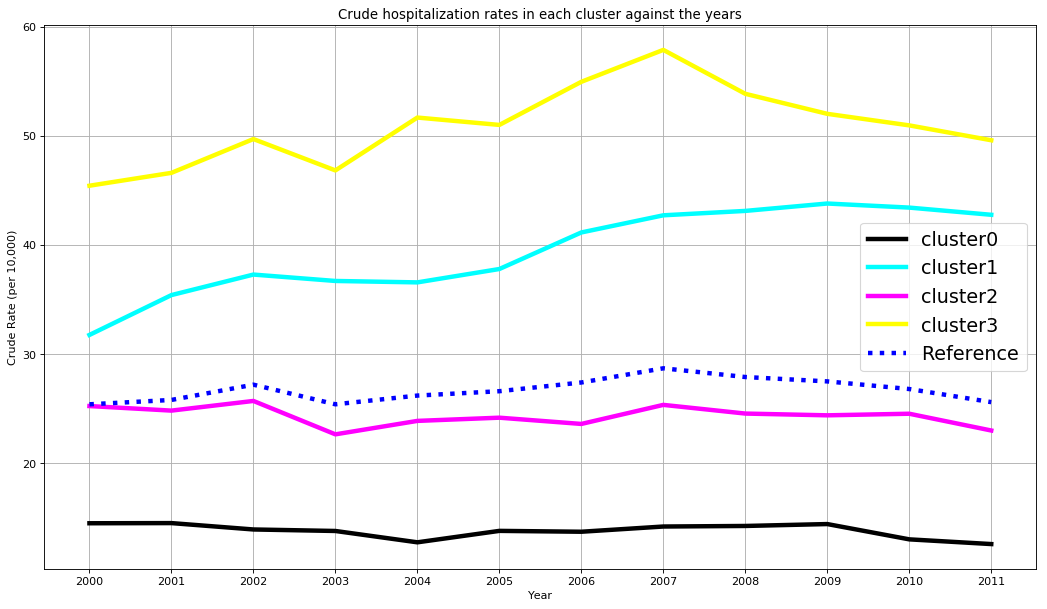 Crude hospitalization rates in each cluster against the years
60
50
40
30
20
Crude Rate (per 10,000)
cluster0
cluster1
cluster2
cluster3
Reference
2000 2001 2002 2003 2004 2005 2006 2007 2008 2009 2010 2011
Year